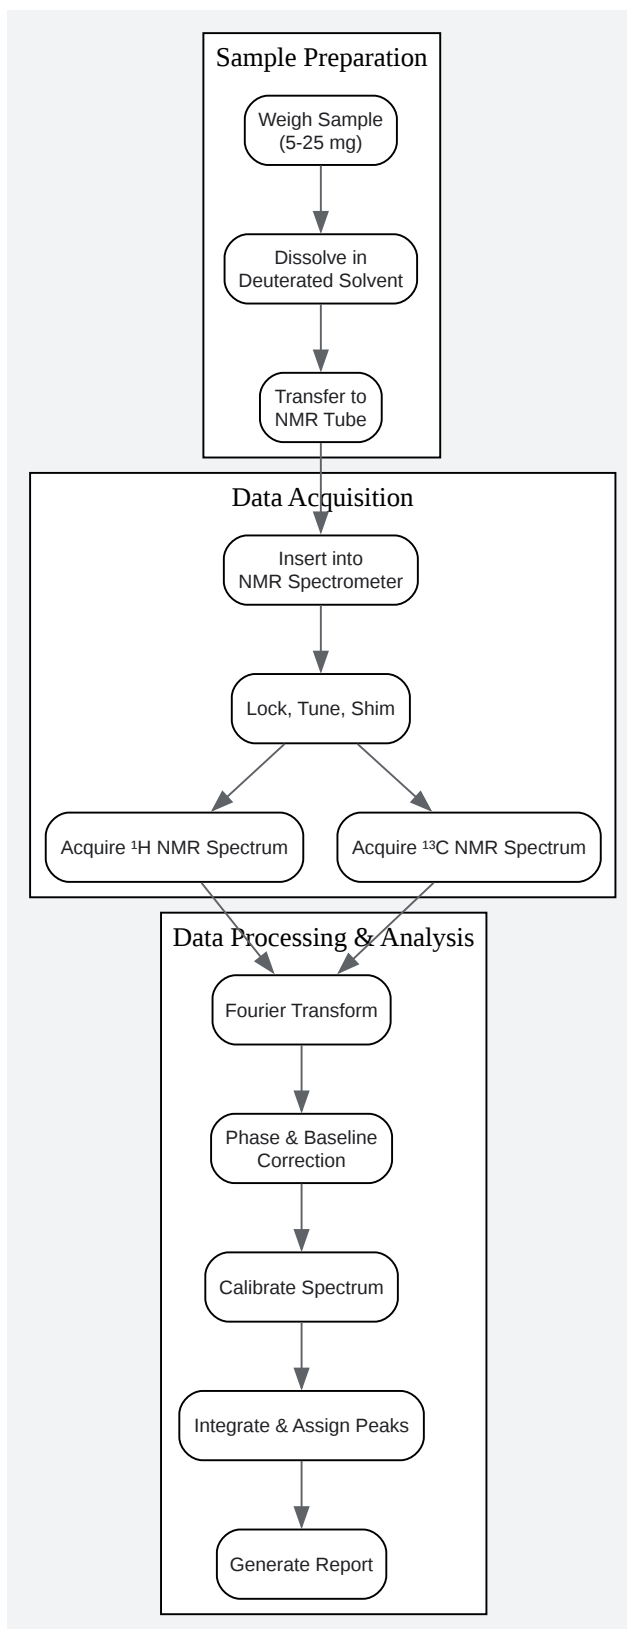 Sample Preparation
Weigh Sample
(5-25 mg)
Dissolve in
Deuterated Solvent
Transfer to
NMR Tube
Data Acquisition
Insert into
NMR Spectrometer
Lock, Tune, Shim
Acquire ¹H NMR Spectrum
Acquire ¹³C NMR Spectrum
Data Processing & Analysis
Fourier Transform
Phase & Baseline
Correction
Calibrate Spectrum
Integrate & Assign Peaks
Generate Report